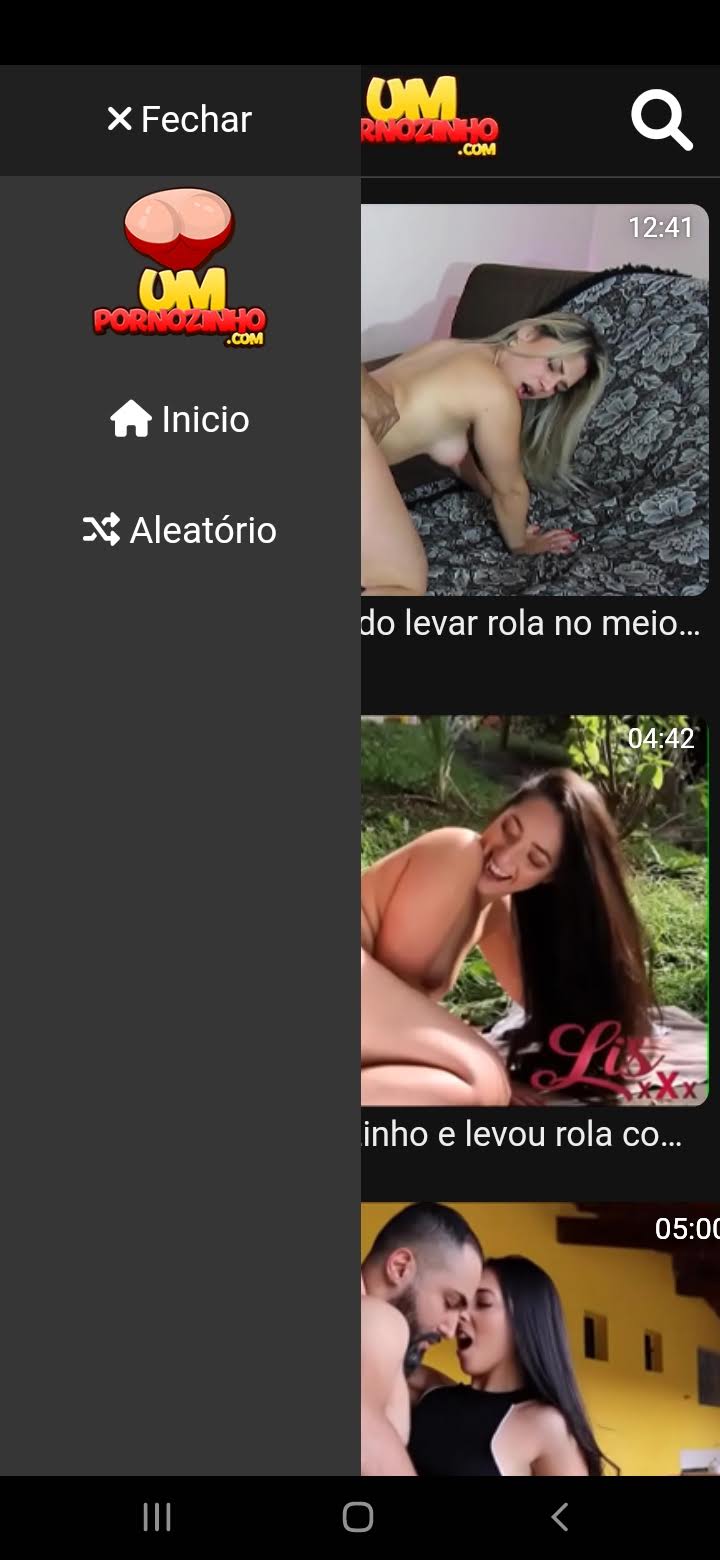 Fechar
UM
RNOZINHO
.COM
UM
PORNOZINHO
.COM
Inicio
Aleatório
12:41
do levar rola no meio...
04:42
Lis
xXx
inho e levou rola co...
05:00